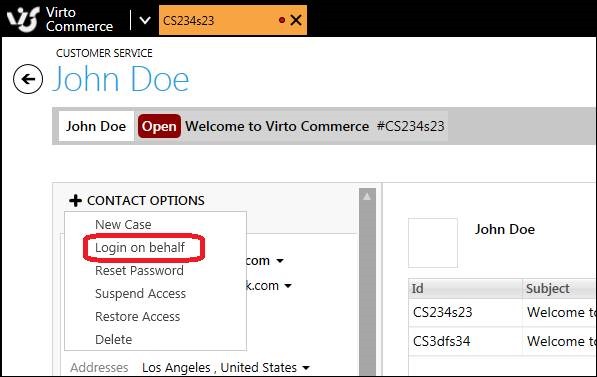 Virto
Commerce
CS234s23
CUSTOMER SERVICE
John Doe
John Doe Open Welcome to Virto Commerce #CS234s23
CONTACT OPTIONS
New Case
Login on behalf
Reset Password
Suspend Access
Restore Access
Delete
com
k.com
Addresses Los Angeles , United States
John Doe
Id Subject
CS234s23 Welcome to
CS3dfs34 Welcome to